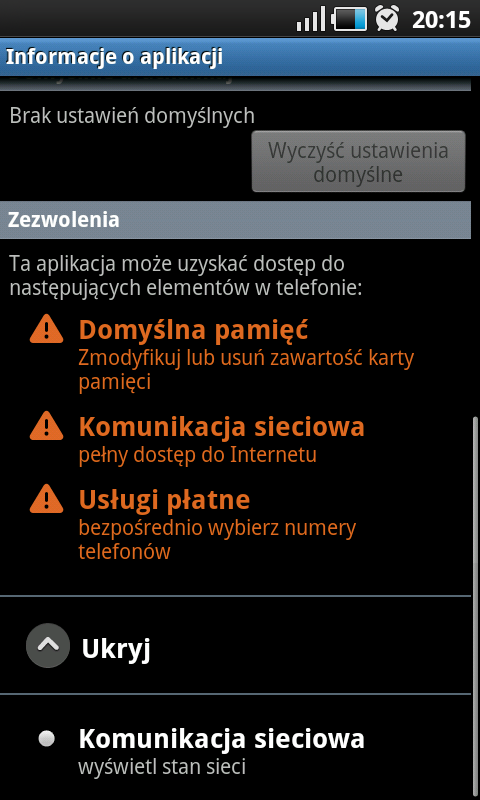 20:15
Informacje o aplikacji
Brak ustawień domyślnych
Wyczyść ustawienia
domyślne
Zezwolenia
Ta aplikacja może uzyskać dostęp do
następujących elementów w telefonie:
Domyślna pamięć
Zmodyfikuj lub usuń zawartość karty
pamięci
Komunikacja sieciowa
pełny dostęp do Internetu
Usługi płatne
bezpośrednio wybierz numery
telefonów
Ukryj
Komunikacja sieciowa
wyświetl stan sieci